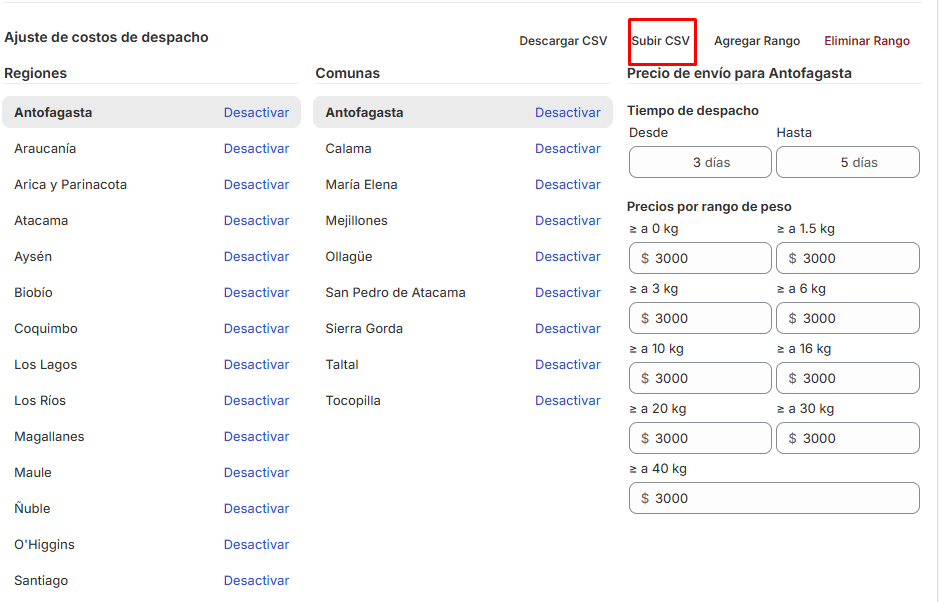 Ajuste de costos de despacho
Descargar CSV Subir CSV Agregar Rango Eliminar Rango
Regiones
Antofagasta Desactivar
Araucanía Desactivar
Arica y Parinacota Desactivar
Atacama Desactivar
Aysén Desactivar
Biobío Desactivar
Coquimbo Desactivar
Los Lagos Desactivar
Los Ríos Desactivar
Magallanes Desactivar
Maule Desactivar
Ñuble Desactivar
O'Higgins Desactivar
Santiago Desactivar
Comunas
Antofagasta Desactivar
Calama Desactivar
María Elena Desactivar
Mejillones Desactivar
Ollagüe Desactivar
San Pedro de Atacama Desactivar
Sierra Gorda Desactivar
Taltal Desactivar
Tocopilla Desactivar
Precio de envío para Antofagasta
Tiempo de despacho
Desde Hasta
3 días 5 días
Precios por rango de peso
≥ a 0 kg ≥ a 1.5 kg
$ 3000 $ 3000
≥ a 3 kg ≥ a 6 kg
$ 3000 $ 3000
≥ a 10 kg ≥ a 16 kg
$ 3000 $ 3000
≥ a 20 kg ≥ a 30 kg
$ 3000 $ 3000
≥ a 40 kg
$ 3000